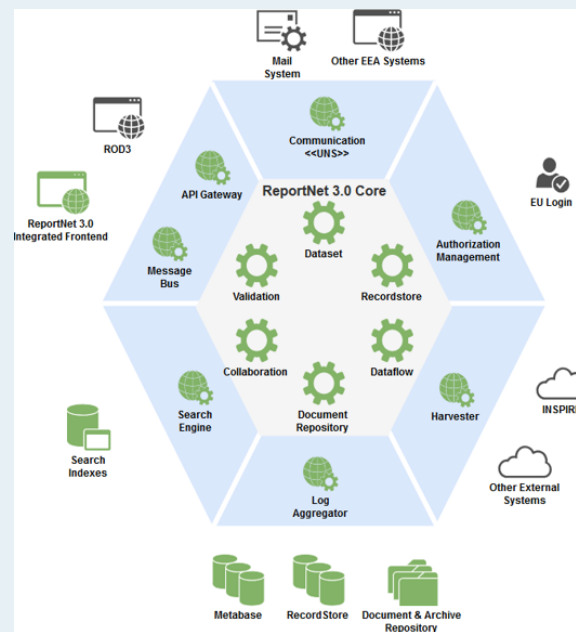 Mail
System
Other EEA Systems
ROD3
Communication
<<UNS>>
API Gateway
ReportNet 3.0 Core
EU Login
ReportNet 3.0
Integrated Frontend
Dataset
Authorization
Management
Message
Bus
Validation
Recordstore
Collaboration
Dataflow
Search
Engine
Document
Repository
Harvester
INSPIRE
Search
Indexes
Other External
Systems
Log
Aggregator
Metabase
RecordStore
Document & Archive
Repository